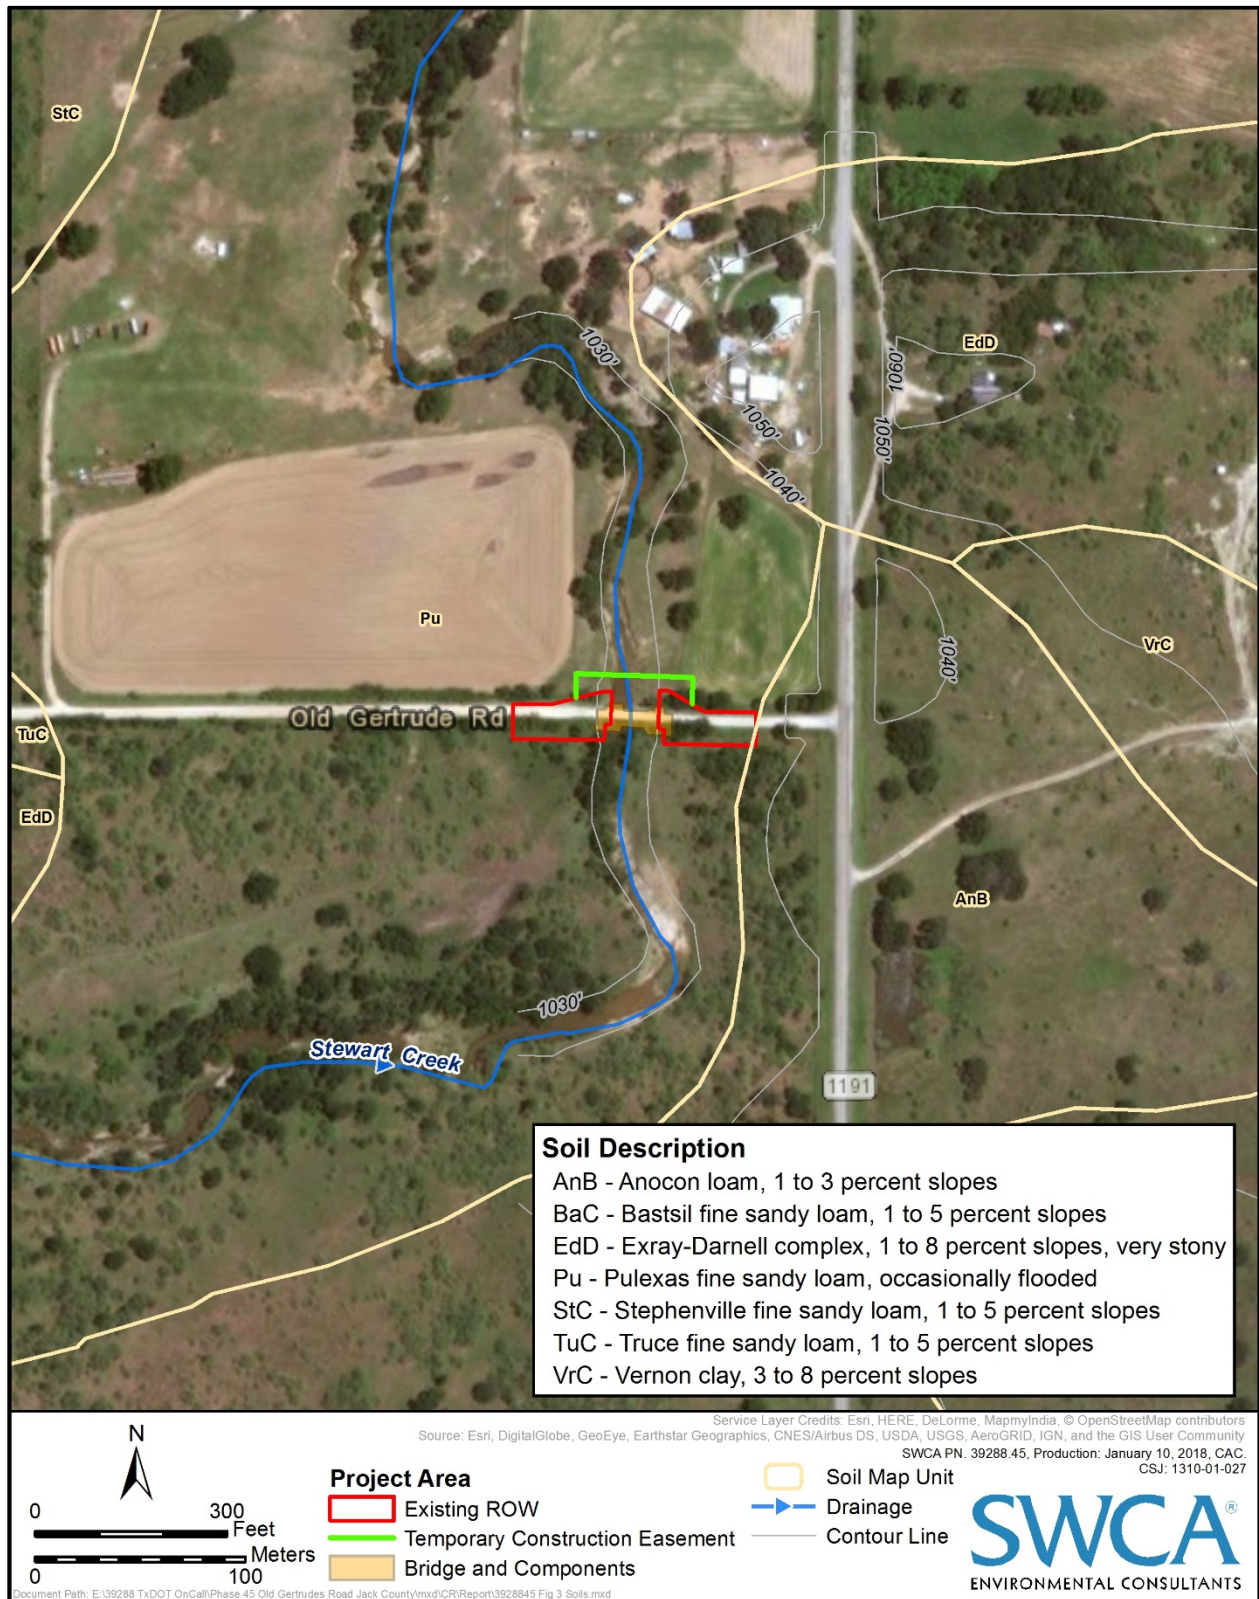 StC
1030'
EdD
1060'
1050'
1050'
1040'
Pu
1040'
VrC
Old Gertrude Rd
TuC
EdD
AnB
1030'
Stewart Creek
1191
Soil Description
AnB - Anocon loam, 1 to 3 percent slopes
BaC - Bastsil fine sandy loam, 1 to 5 percent slopes
EdD - Exray-Darnell complex, 1 to 8 percent slopes, very stony
Pu - Pulexas fine sandy loam, occasionally flooded
StC - Stephenville fine sandy loam, 1 to 5 percent slopes
TuC - Truce fine sandy loam, 1 to 5 percent slopes
VrC - Vernon clay, 3 to 8 percent slopes
Service Layer Credits: Esri, HERE, DeLorme, MapmyIndia, © OpenStreetMap contributors
Source: Esri, DigitalGlobe, GeoEye, Earthstar Geographics, CNES/Airbus DS, USDA, USGS, AeroGRID, IGN, and the GIS User Community
SWCA PN. 39288.45, Production: January 10, 2018, CAC.
CSJ: 1310-01-027
N
0 300
Feet
Meters
0 100
Project Area
Existing ROW
Temporary Construction Easement
Bridge and Components
Soil Map Unit
Drainage
Contour Line
SWCA®
ENVIRONMENTAL CONSULTANTS
Document Path: E:\39288 TxDOT OnCall\Phase 45 Old Gertrudes Road Jack County\mxd\CR\Report\3928845 Fig 3 Soils.mxd